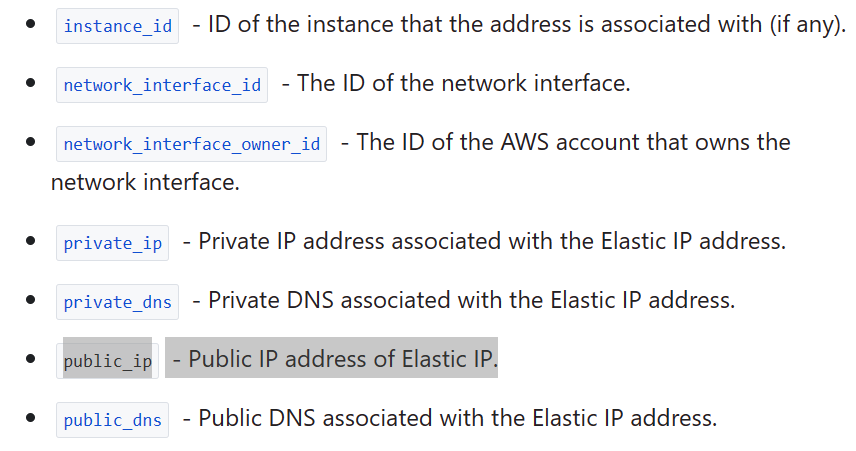 instance_id - ID of the instance that the address is associated with (if any).
network_interface_id - The ID of the network interface.
network_interface_owner_id - The ID of the AWS account that owns the
network interface.
private_ip - Private IP address associated with the Elastic IP address.
private_dns - Private DNS associated with the Elastic IP address.
public_ip - Public IP address of Elastic IP.
public_dns - Public DNS associated with the Elastic IP address.